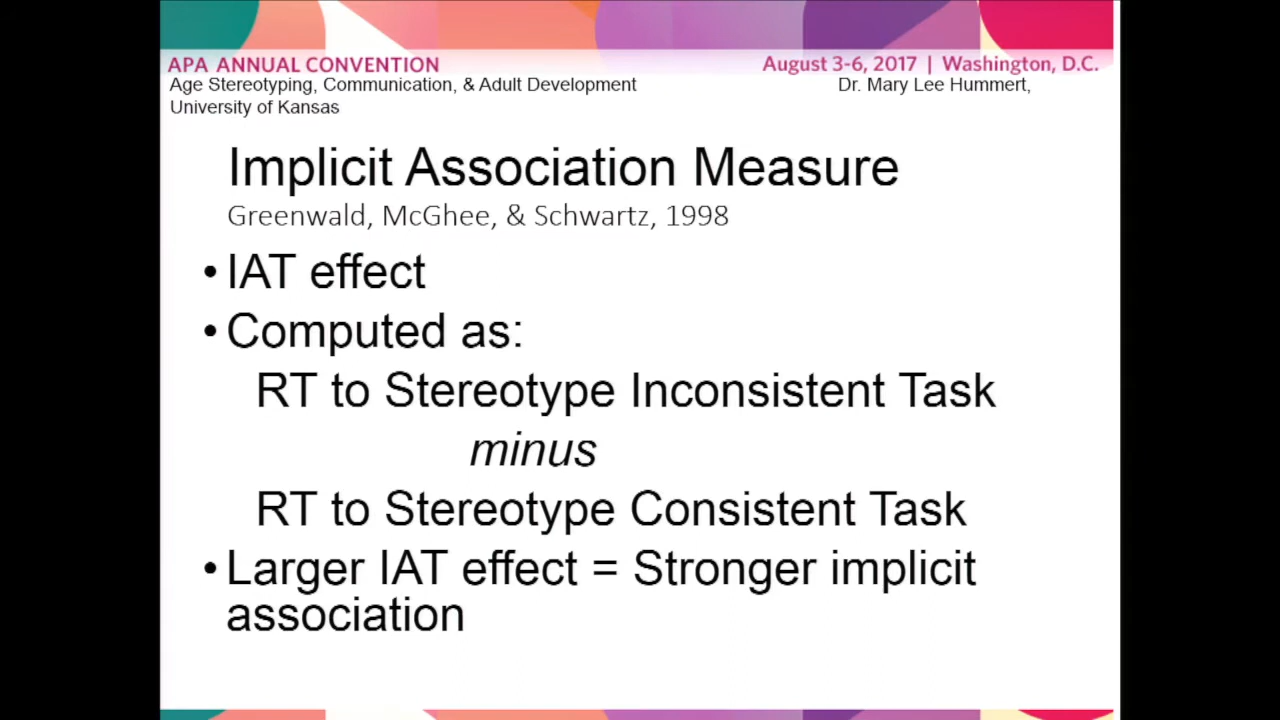 APA ANNUAL CONVENTION August 3-6, 2017 | Washington, D.C.
Age Stereotyping, Communication, & Adult Development Dr. Mary Lee Hummert,
University of Kansas
Implicit Association Measure
Greenwald, McGhee, & Schwartz, 1998
• IAT effect
• Computed as:
RT to Stereotype Inconsistent Task
minus
RT to Stereotype Consistent Task
• Larger IAT effect = Stronger implicit
association